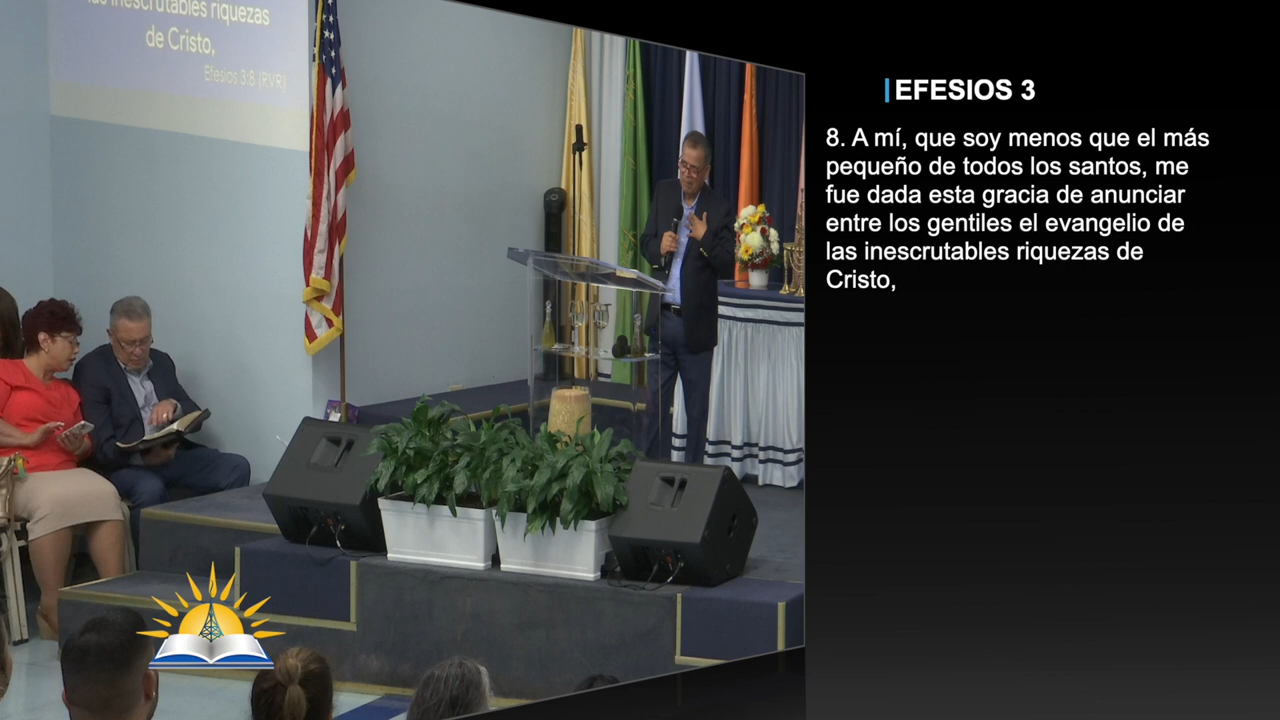 las inescrutables riquezas
de Cristo,
Efesios 3:8 (RVR)
EFESIOS 3
8. A mí, que soy menos que el más
pequeño de todos los santos, me
fue dada esta gracia de anunciar
entre los gentiles el evangelio de
las inescrutables riquezas de
Cristo,